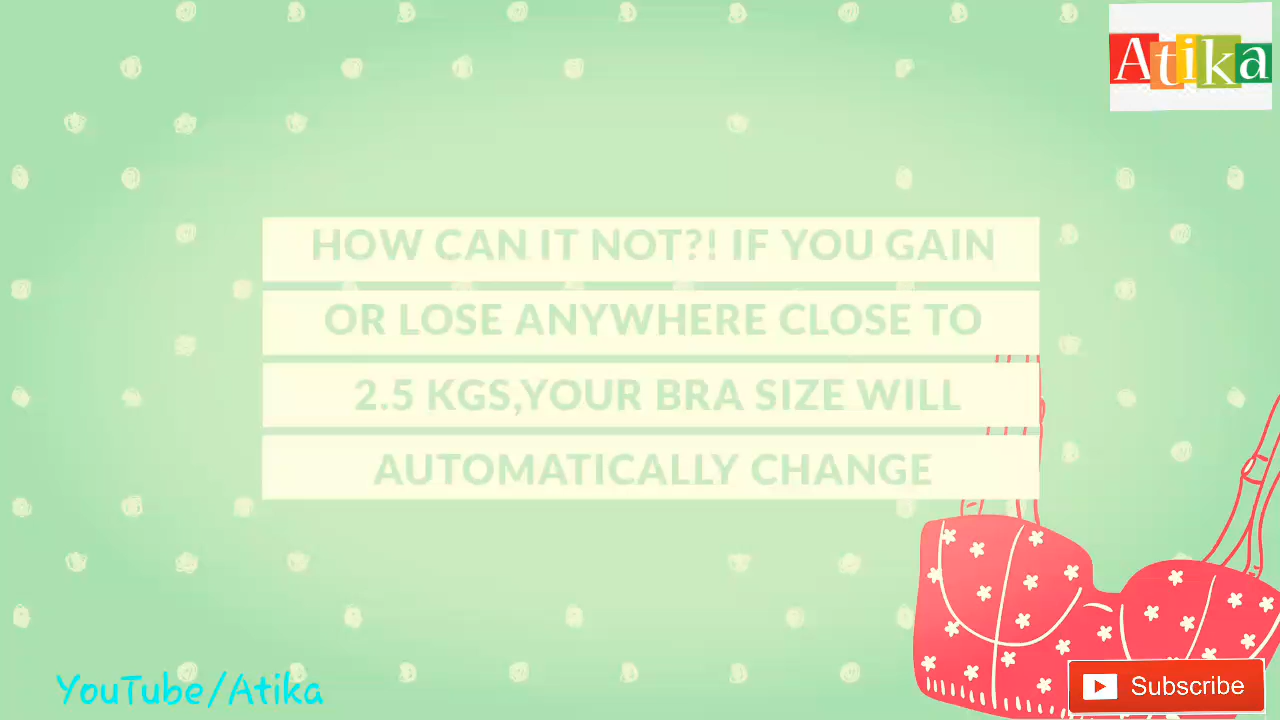 Atika
HOW CAN IT NOT?! IF YOU GAIN
OR LOSE ANYWHERE CLOSE TO
2.5 KGS,YOUR BRA SIZE WILL
AUTOMATICALLY CHANGE
YouTube/Atika
Subscribe